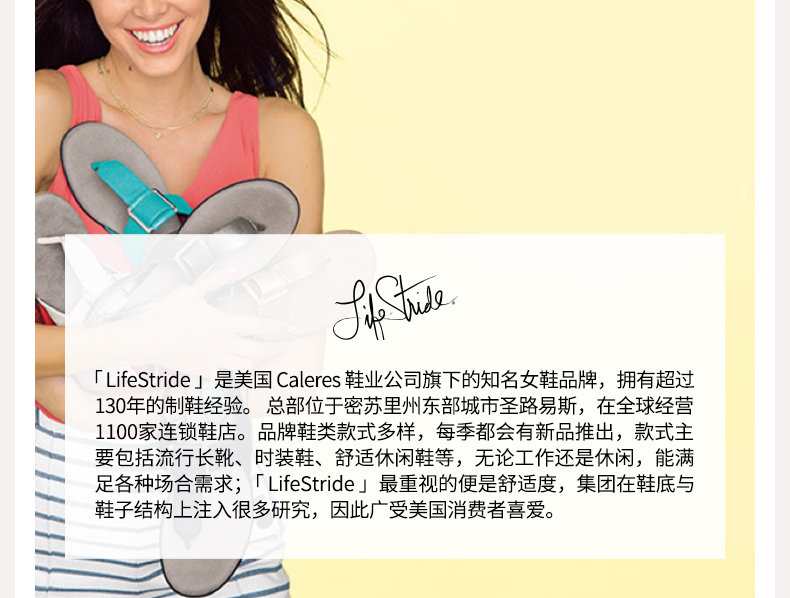 LifeStride
「LifeStride」是美国 Caleres 鞋业公司旗下的知名女鞋品牌，拥有超过
130年的制鞋经验。 总部位于密苏里州东部城市圣路易斯，在全球经营
1100家连锁鞋店。品牌鞋类款式多样，每季都会有新品推出，款式主
要包括流行长靴、时装鞋、舒适休闲鞋等，无论工作还是休闲，能满
足各种场合需求；「LifeStride」最重视的便是舒适度，集团在鞋底与
鞋子结构上注入很多研究，因此广受美国消费者喜爱。